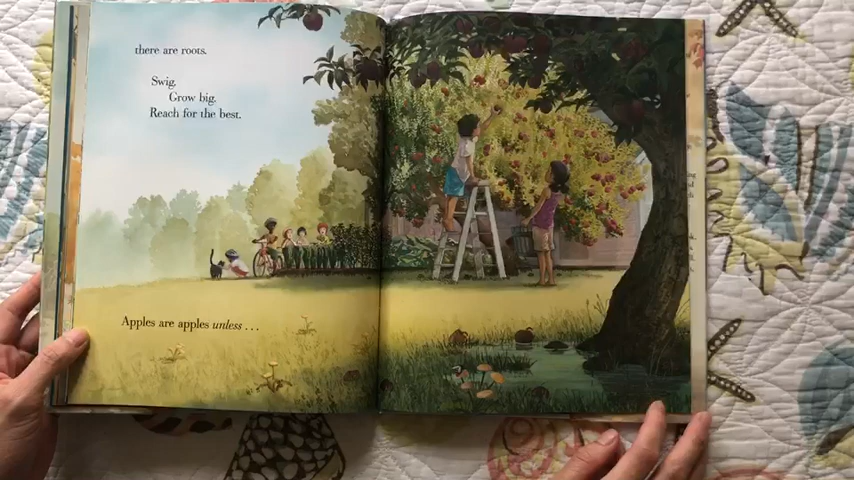 there are roots.
Swig.
Grow big.
Reach for the best.
Apples are apples unless . . .